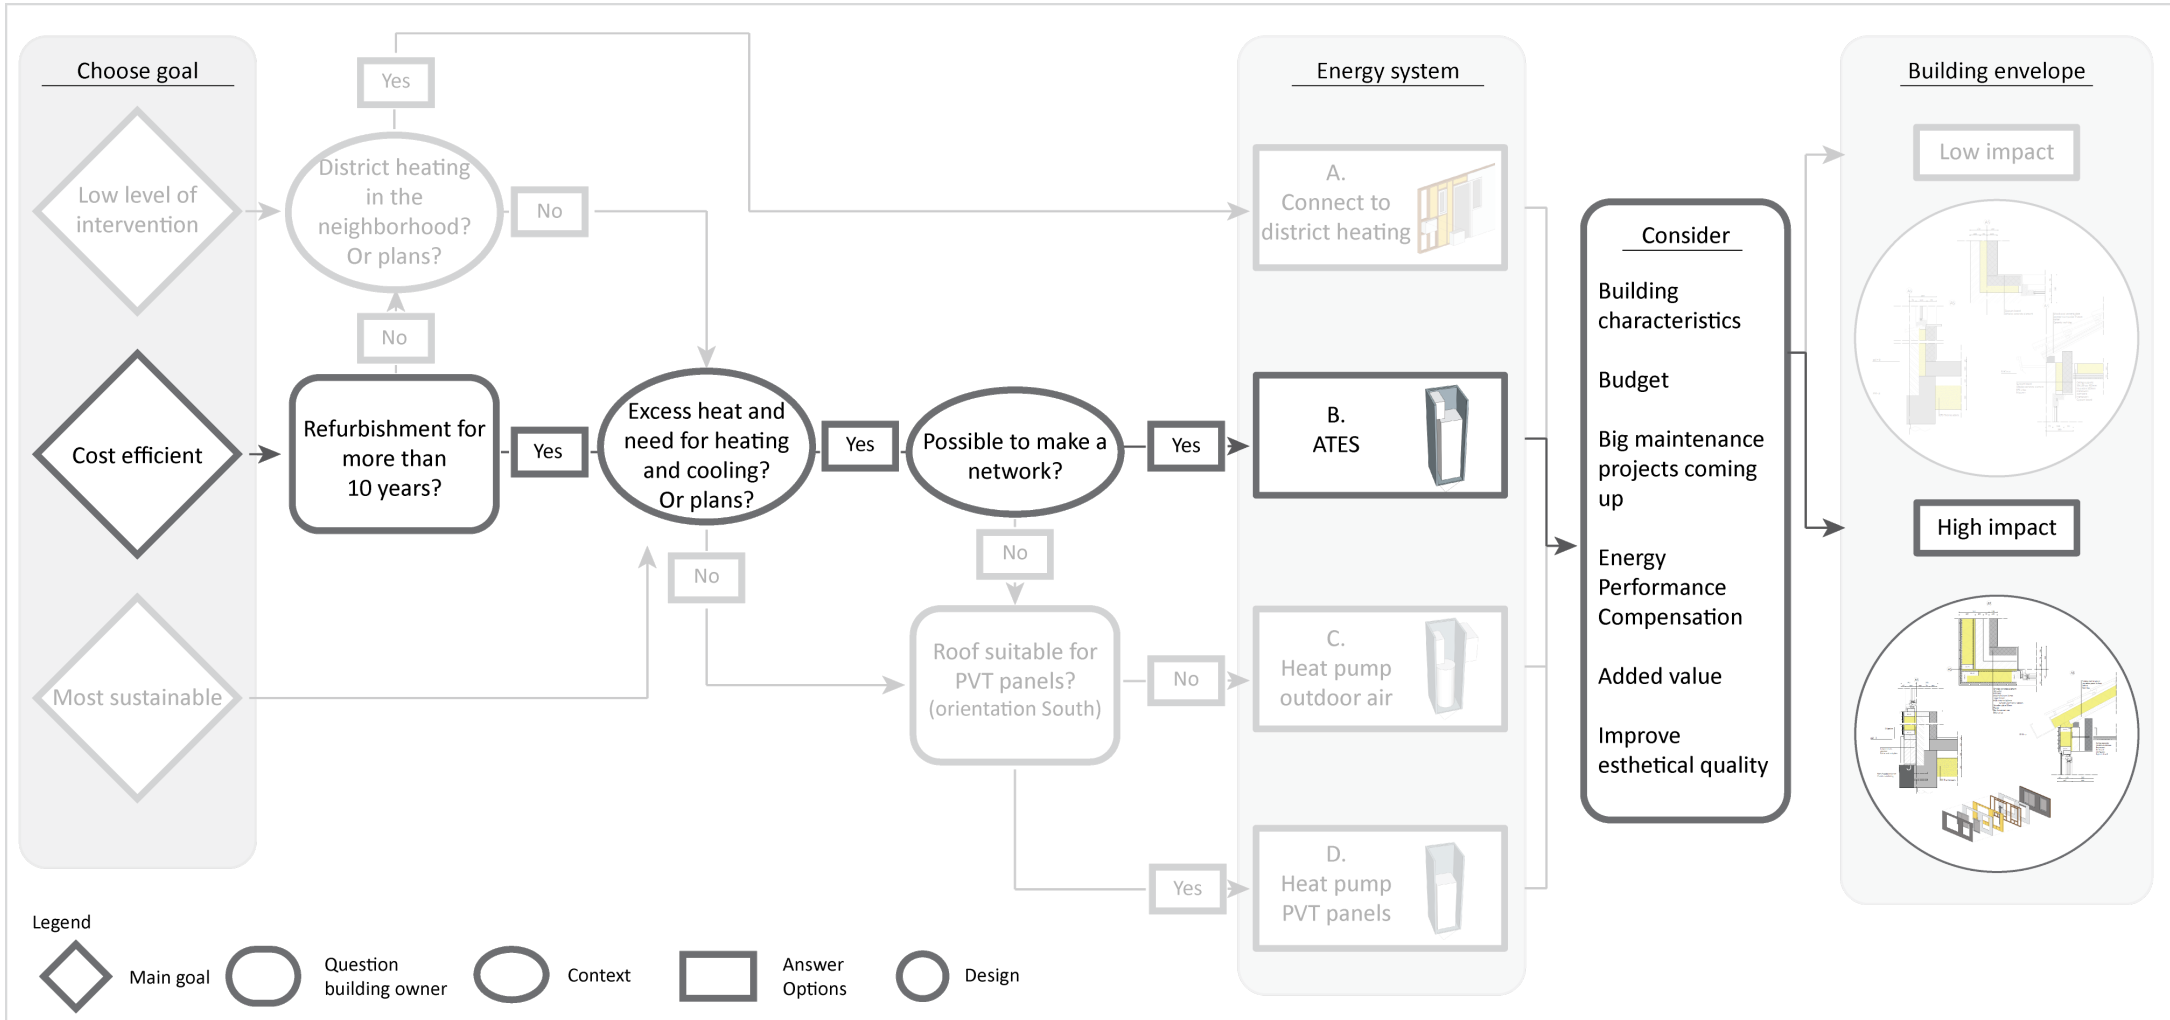 Choose goal
Low level of
intervention
Cost efficient
Most sustainable
Yes
District heating
in the
neighborhood?
Or plans?
No
No
Refurbishment for
more than
10 years?
Yes
Excess heat and
need for heating
and cooling?
Or plans?
Yes
No
Possible to make a
network?
Yes
No
Roof suitable for
PVT panels?
(orientation South)
No
Yes
Energy system
A.
Connect to
district heating
B.
ATES
C.
Heat pump
outdoor air
D.
Heat pump
PVT panels
Consider
Building
characteristics
Budget
Big maintenance
projects coming
up
Energy
Performance
Compensation
Added value
Improve
esthetical quality
Building envelope
Low impact
High impact
Legend
Main goal
Question
building owner
Context
Answer
Options
Design